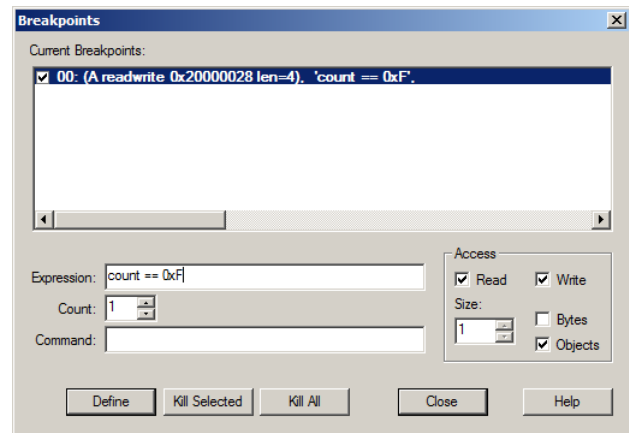 Breakpoints
Current Breakpoints:
00: (A readwrite 0x20000028 len=4), 'count == 0xF',
Access
Expression: count == 0xF
Read Write
Count: 1
Size:
1
Bytes
Command:
Objects
Define Kill Selected Kill All Close Help